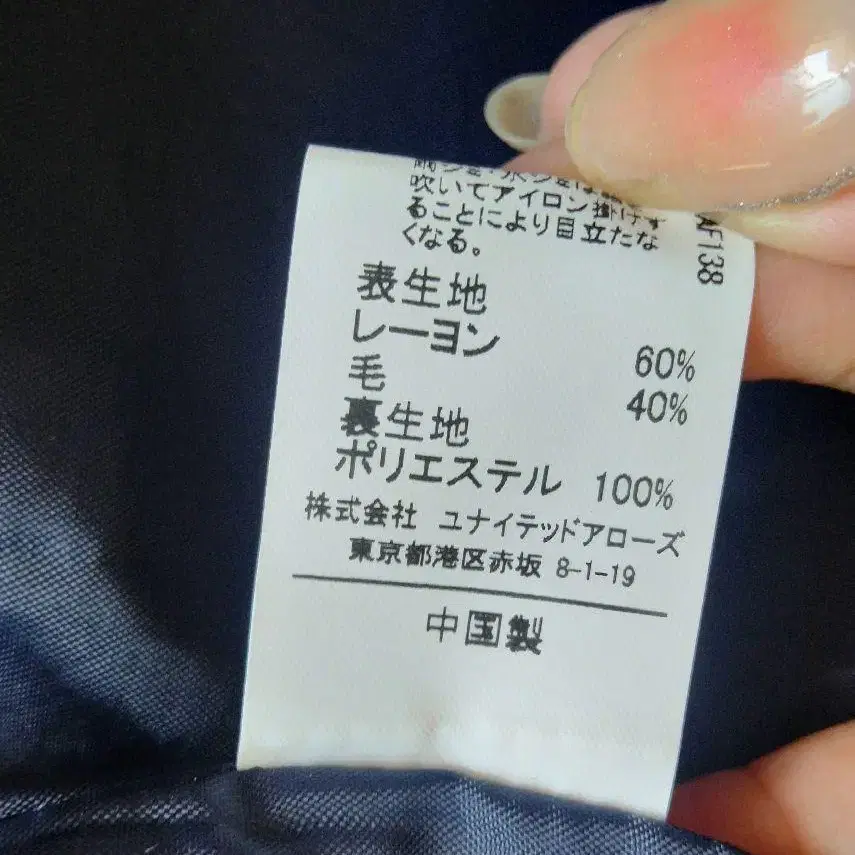 吹いてアイロン掛けす
ることにより目立たな
くなる。
AF138
表生地
レーヨン 60%
毛 40%
裏生地
ポリエステル 100%
株式会社 ユナイテッドアローズ
東京都港区赤坂 8-1-19
中国製